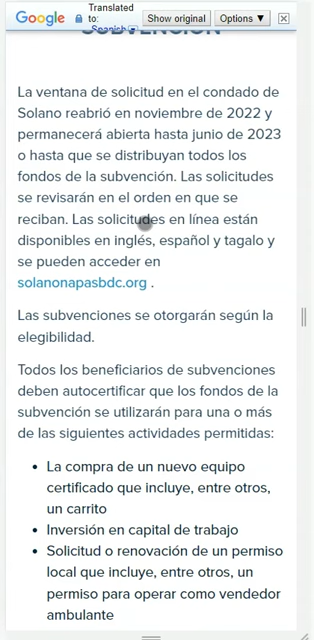 Google
Translated
to:
Spanish
Show original
Options ▼
SUBVENCIÓN
La ventana de solicitud en el condado de
Solano reabrió en noviembre de 2022 y
permanecerá abierta hasta junio de 2023
o hasta que se distribuyan todos los
fondos de la subvención. Las solicitudes
se revisarán en el orden en que se
reciban. Las solicitudes en línea están
disponibles en inglés, español y tagalo y
se pueden acceder en
solanonapasbdc.org .
Las subvenciones se otorgarán según la
elegibilidad.
Todos los beneficiarios de subvenciones
deben autocertificar que los fondos de la
subvención se utilizarán para una o más
de las siguientes actividades permitidas:
• La compra de un nuevo equipo
certificado que incluye, entre otros,
un carrito
• Inversión en capital de trabajo
• Solicitud o renovación de un permiso
local que incluye, entre otros, un
permiso para operar como vendedor
ambulante